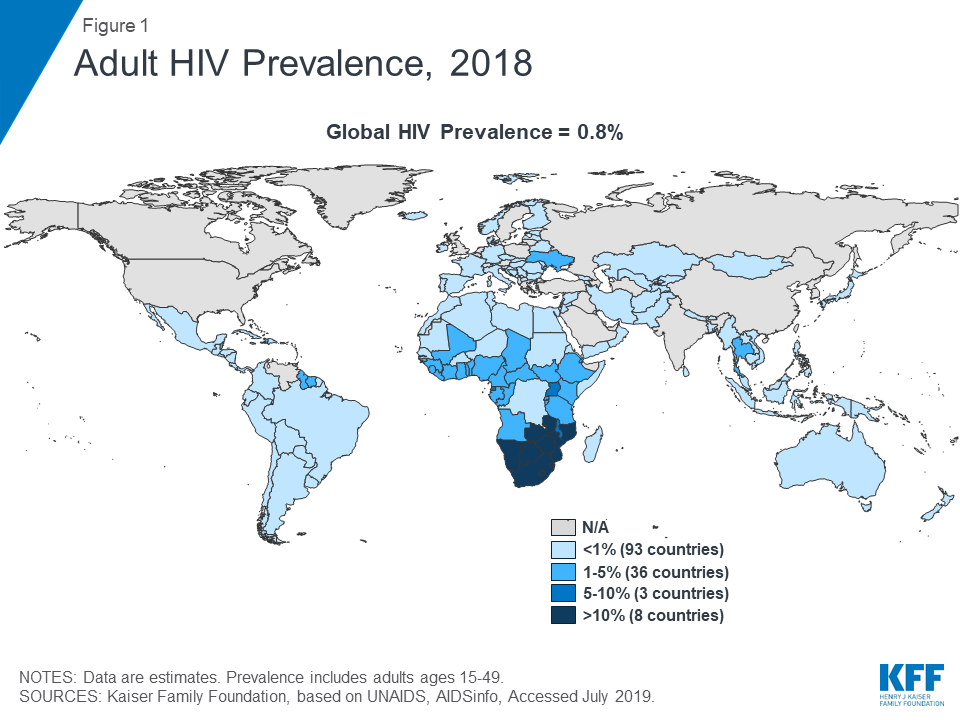 Figure 1
Adult HIV Prevalence, 2018
Global HIV Prevalence = 0.8%
N/A
<1% (93 countries)
1-5% (36 countries)
5-10% (3 countries)
>10% (8 countries)
NOTES: Data are estimates. Prevalence includes adults ages 15-49.
SOURCES: Kaiser Family Foundation, based on UNAIDS, AIDSinfo, Accessed July 2019.
KFF
HENRY J KAISER
FAMILY FOUNDATION